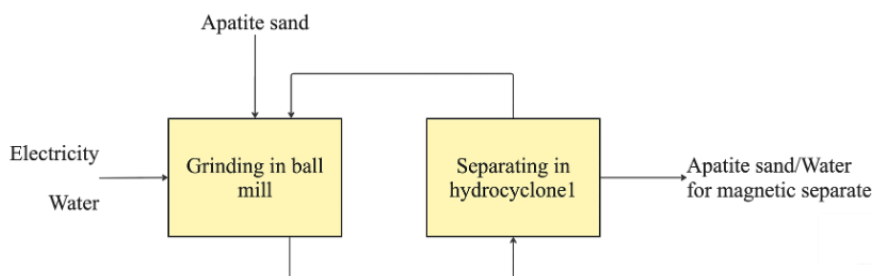 Apatite sand
Electricity
Water
Grinding in ball
mill
Separating in
hydrocyclone1
Apatite sand/Water
for magnetic separate